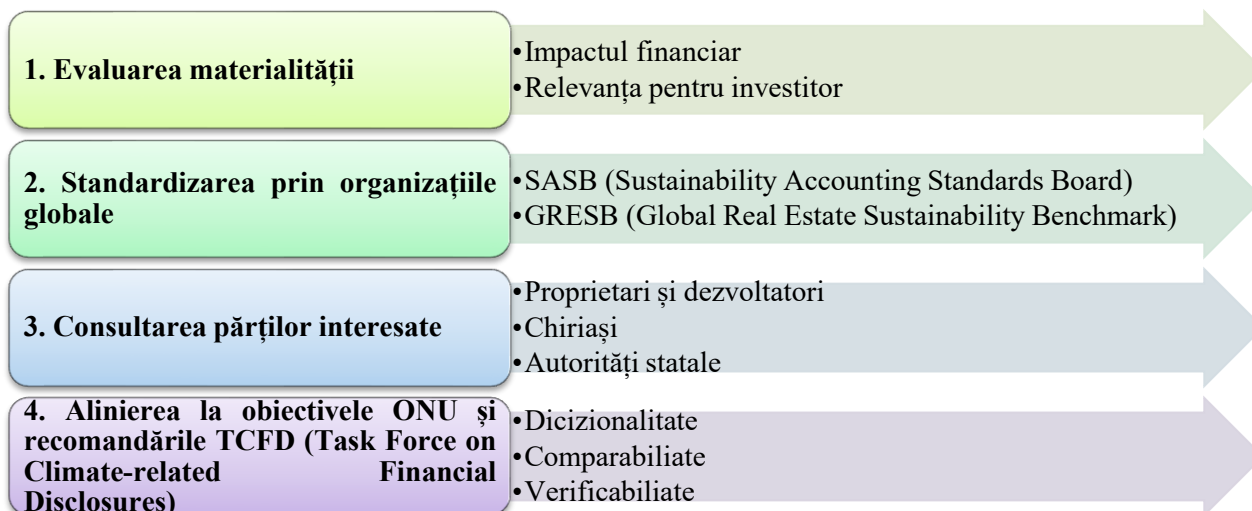 1. Evaluarea materialității
•Impactul financiar
•Relevanța pentru investitor
2. Standardizarea prin organizațiile
globale
•SASB (Sustainability Accounting Standards Board)
•GRESB (Global Real Estate Sustainability Benchmark)
3. Consultarea părților interesate
•Proprietari și dezvoltatori
•Chiriași
•Autorități statale
4. Alinierea la obiectivele ONU și
recomandările TCFD (Task Force on
Climate-related Financial
Disclosures)
•Dicizionalitate
•Comparabiliate
•Verificabiliate